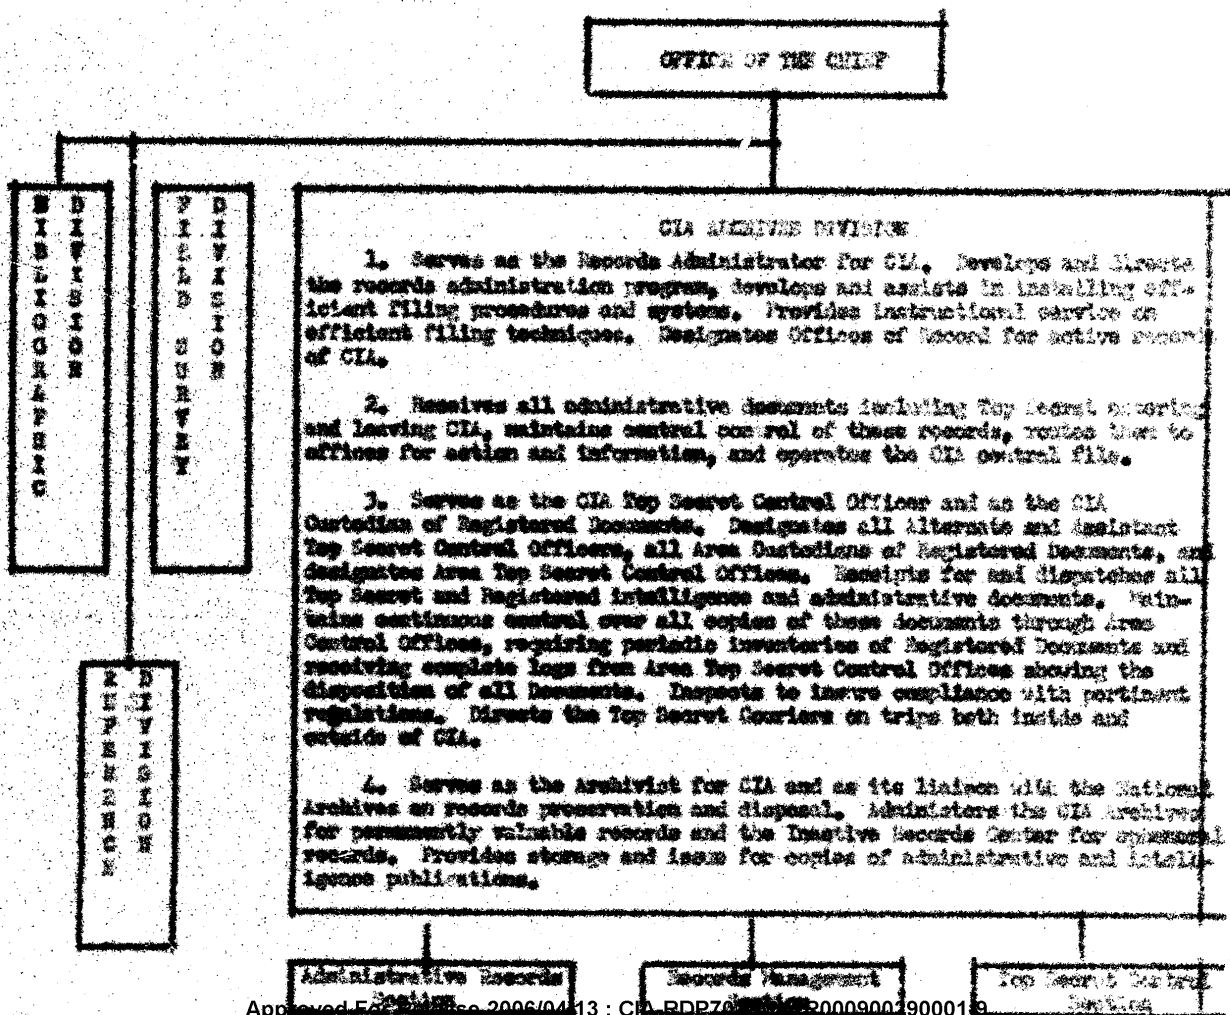 OFFICE OF THE CHIEF
BIBLIOGRAPHIC
DIVISION
FIELD SURVEY
DIVISION
CIA ARCHIVES DIVISION
1. Serves as the Records Administrator for CIA. Develops and directs
the records administration program, develops and assists in installing eff-
icient filing procedures and systems. Provides instructional service on
efficient filing techniques. Designates Offices of Record for active records
of CIA.
2. Receives all administrative documents including Top Secret entering
and leaving CIA, maintains central control of these records, routes them to
offices for action and information, and operates the CIA central file.
3. Serves as the CIA Top Secret Control Officer and as the CIA
Custodian of Registered Documents. Designates all Alternate and Assistant
Top Secret Control Officers, all Area Custodians of Registered Documents, and
designates Area Top Secret Control Offices. Receipts for and dispatches all
Top Secret and Registered intelligence and administrative documents. Main-
tains continuous control over all copies of these documents through Area
Control Offices, requiring periodic inventories of Registered Documents and
receiving complete logs from Area Top Secret Control Offices showing the
disposition of all Documents. Inspects to insure compliance with pertinent
regulations. Directs the Top Secret Couriers on trips both inside and
outside of CIA.
REFERENCE
DIVISION
4. Serves as the Archivist for CIA and as its liaison with the National
Archives on records preservation and disposal. Administers the CIA Archives
for permanently valuable records and the Inactive Records Center for ephemeral
records. Provides storage and issue for copies of administrative and intell-
igence publications.
Administrative Records
Section
Records Management
Section
Top Secret Control
Section
Approved For 2006/04/13 : CIA-RDP70 R000900290001-9